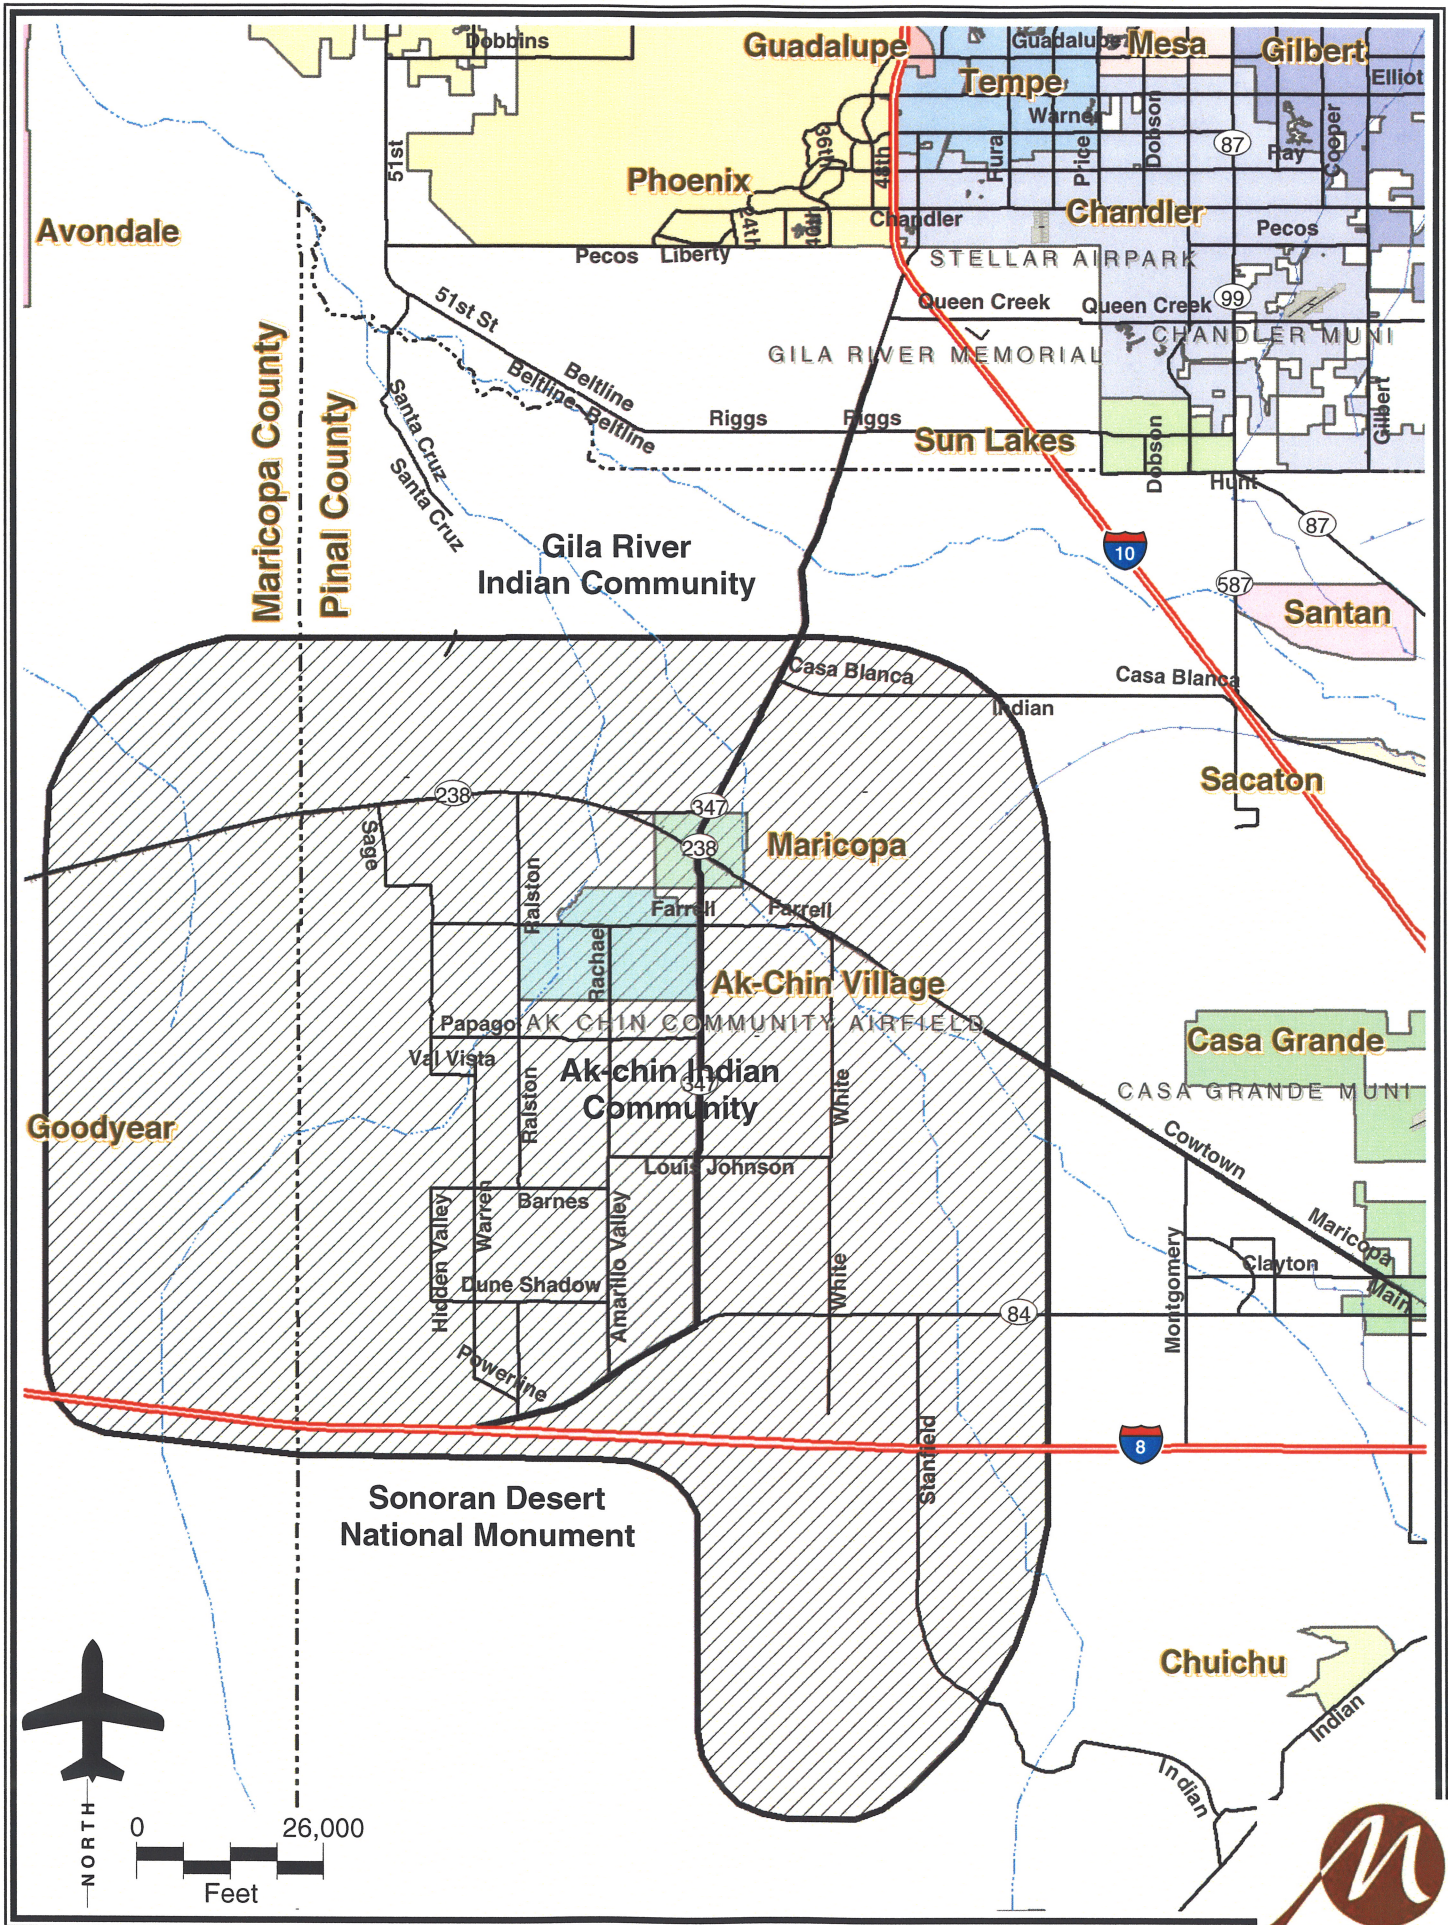 Dobbins
Guadalupe
Guadalupe
Mesa
Gilbert
Tempe
Elliot
Warner
51st
36th
48th
Rural
Price
Dobson
87
Ray
Cooper
Phoenix
Avondale
Chandler
Chandler
24th
40th
Pecos
Pecos
Liberty
STELLAR AIRPARK
51st St
Queen Creek
Queen Creek
99
CHANDLER MUNI
GILA RIVER MEMORIAL
Maricopa County
Pinal County
Beltline
Beltline
Beltline
Santa Cruz
Santa Cruz
Riggs
Riggs
Sun Lakes
Dobson
Gilbert
Hunt
87
Gila River
Indian Community
10
587
Santan
Casa Blanca
Casa Blanca
Indian
Sacaton
238
347
Sage
238
Maricopa
Ralston
Farrell
Farrell
Rachael
Ak-Chin Village
Papago
AK CHIN COMMUNITY AIRFIELD
Val Vista
Ak-chin Indian
Community
347
Ralston
White
Casa Grande
CASA GRANDE MUNI
Goodyear
Cowtown
Louis Johnson
Barnes
Hidden Valley
Warren
Amarillo Valley
Dune Shadow
White
Maricopa
Montgomery
Clayton
Main
84
Powerline
Stanfield
8
Sonoran Desert
National Monument
Chuichu
Indian
Indian
NORTH
0 26,000
Feet
M